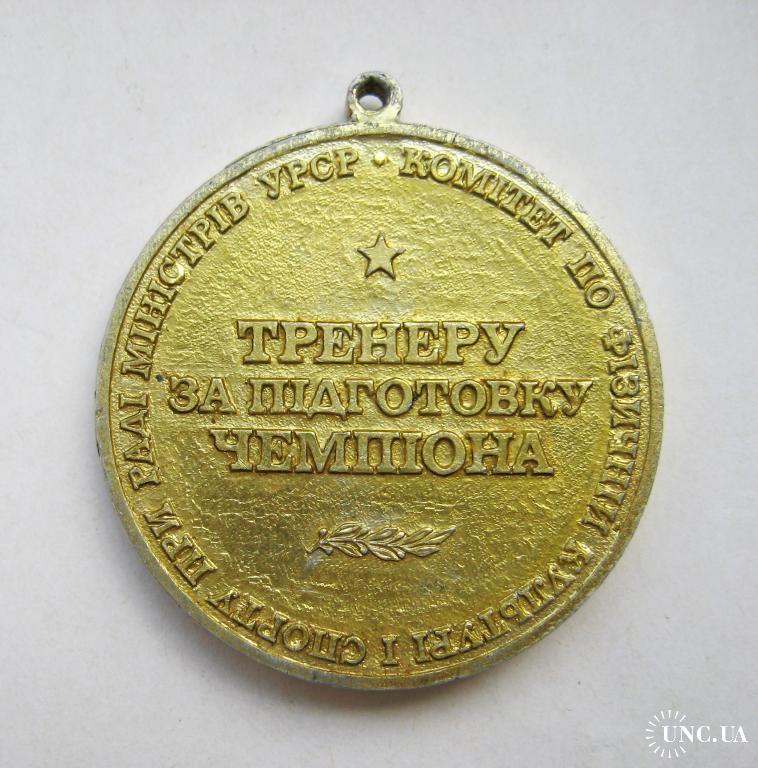 КОМІТЕТ ПО ФІЗИЧНІЙ КУЛЬТУРІ І СПОРТУ ПРИ РАДІ МІНІСТРІВ УРСР
ТРЕНЕРУ
ЗА ПІДГОТОВКУ
ЧЕМПІОНА
UNC.UA